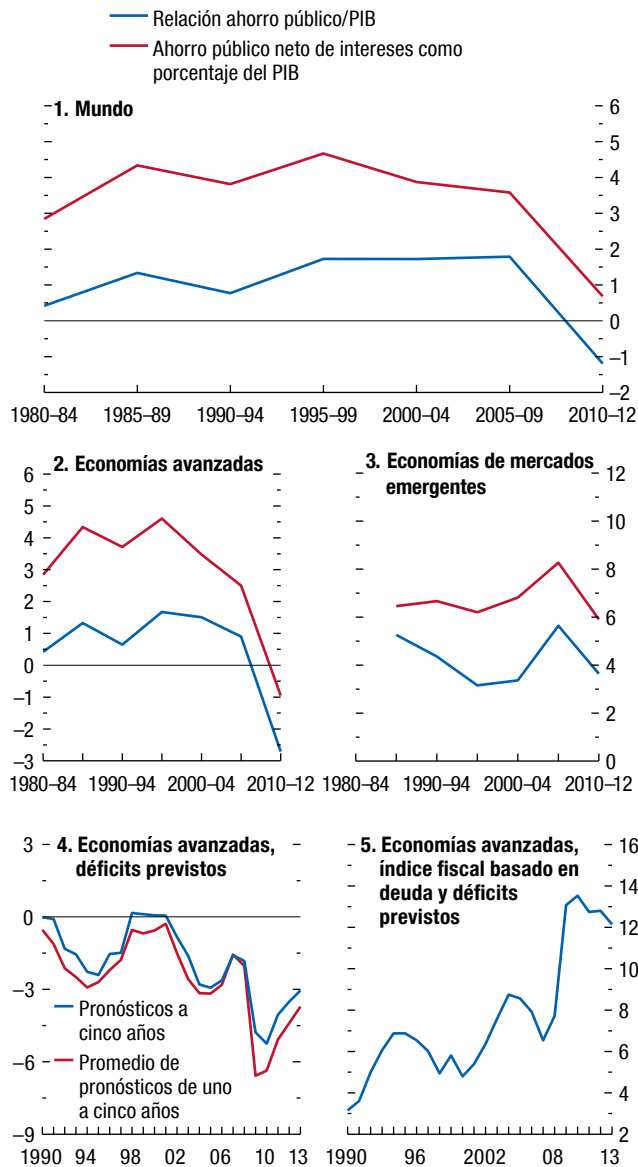 Relación ahorro público/PIB
Ahorro público neto de intereses como
porcentaje del PIB
1. Mundo
6
5
4
3
2
1
0
–1
–2
1980–84 1985–89 1990–94 1995–99 2000–04 2005–09 2010–12
2. Economías avanzadas
6
5
4
3
2
1
0
–1
–2
–3
1980–84 1990–94 2000–04 2010–12
3. Economías de mercados
emergentes
12
10
8
6
4
2
0
1980–84 1990–94 2000–04 2010–12
4. Economías avanzadas,
déficits previstos
3
0
–3
–6
–9
Pronósticos a
cinco años
Promedio de
pronósticos de uno
a cinco años
1990 94 98 02 06 10 13
5. Economías avanzadas,
índice fiscal basado en
deuda y déficits
previstos
16
14
12
10
8
6
4
2
1990 96 2002 08 13